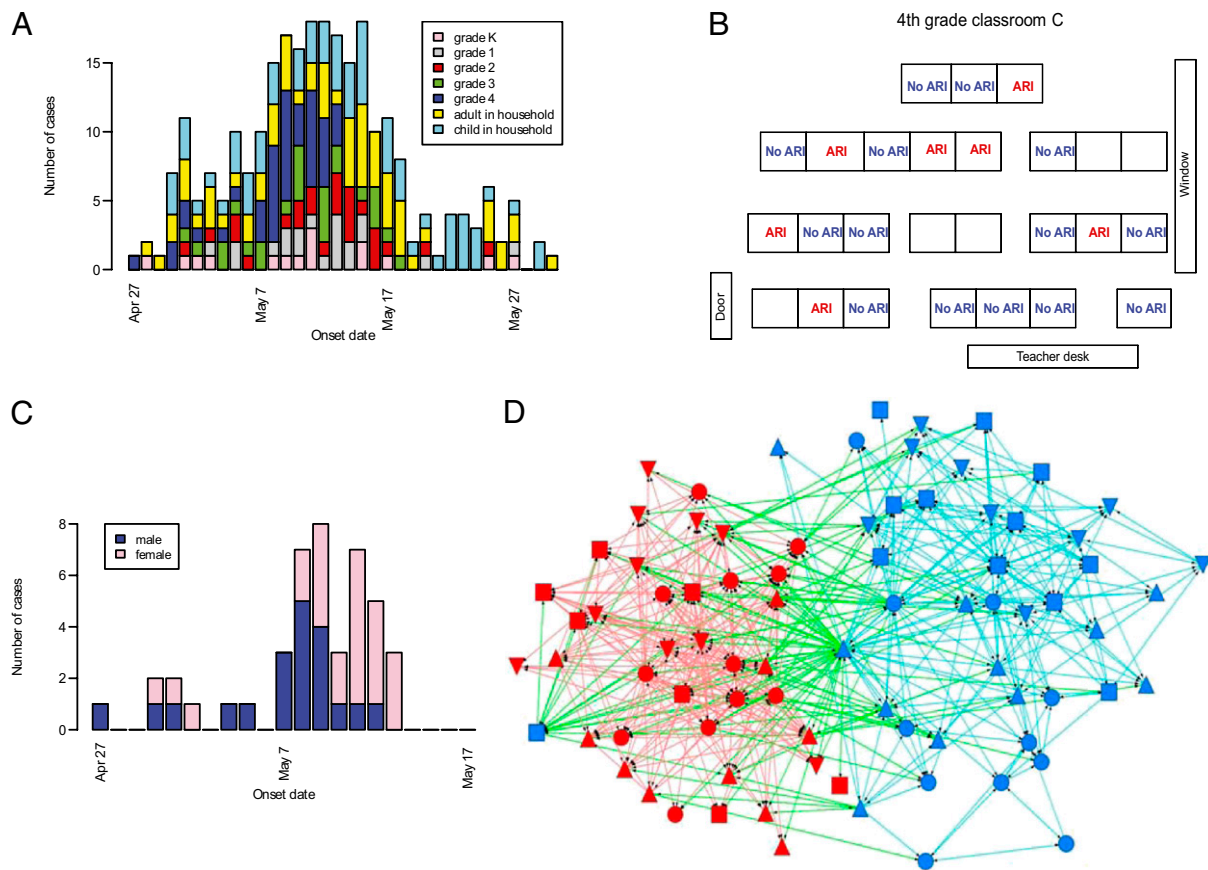 A
Number of cases
15
10
5
0
Apr 27
May 7
May 17
May 27
Onset date
grade K
grade 1
grade 2
grade 3
grade 4
adult in household
child in household
B
4th grade classroom C
No ARI No ARI ARI
No ARI ARI No ARI ARI ARI No ARI
ARI No ARI No ARI No ARI ARI No ARI
ARI No ARI No ARI No ARI No ARI No ARI
Window
Door
Teacher desk
C
Number of cases
8
6
4
2
0
Apr 27
May 7
May 17
Onset date
male
female
D